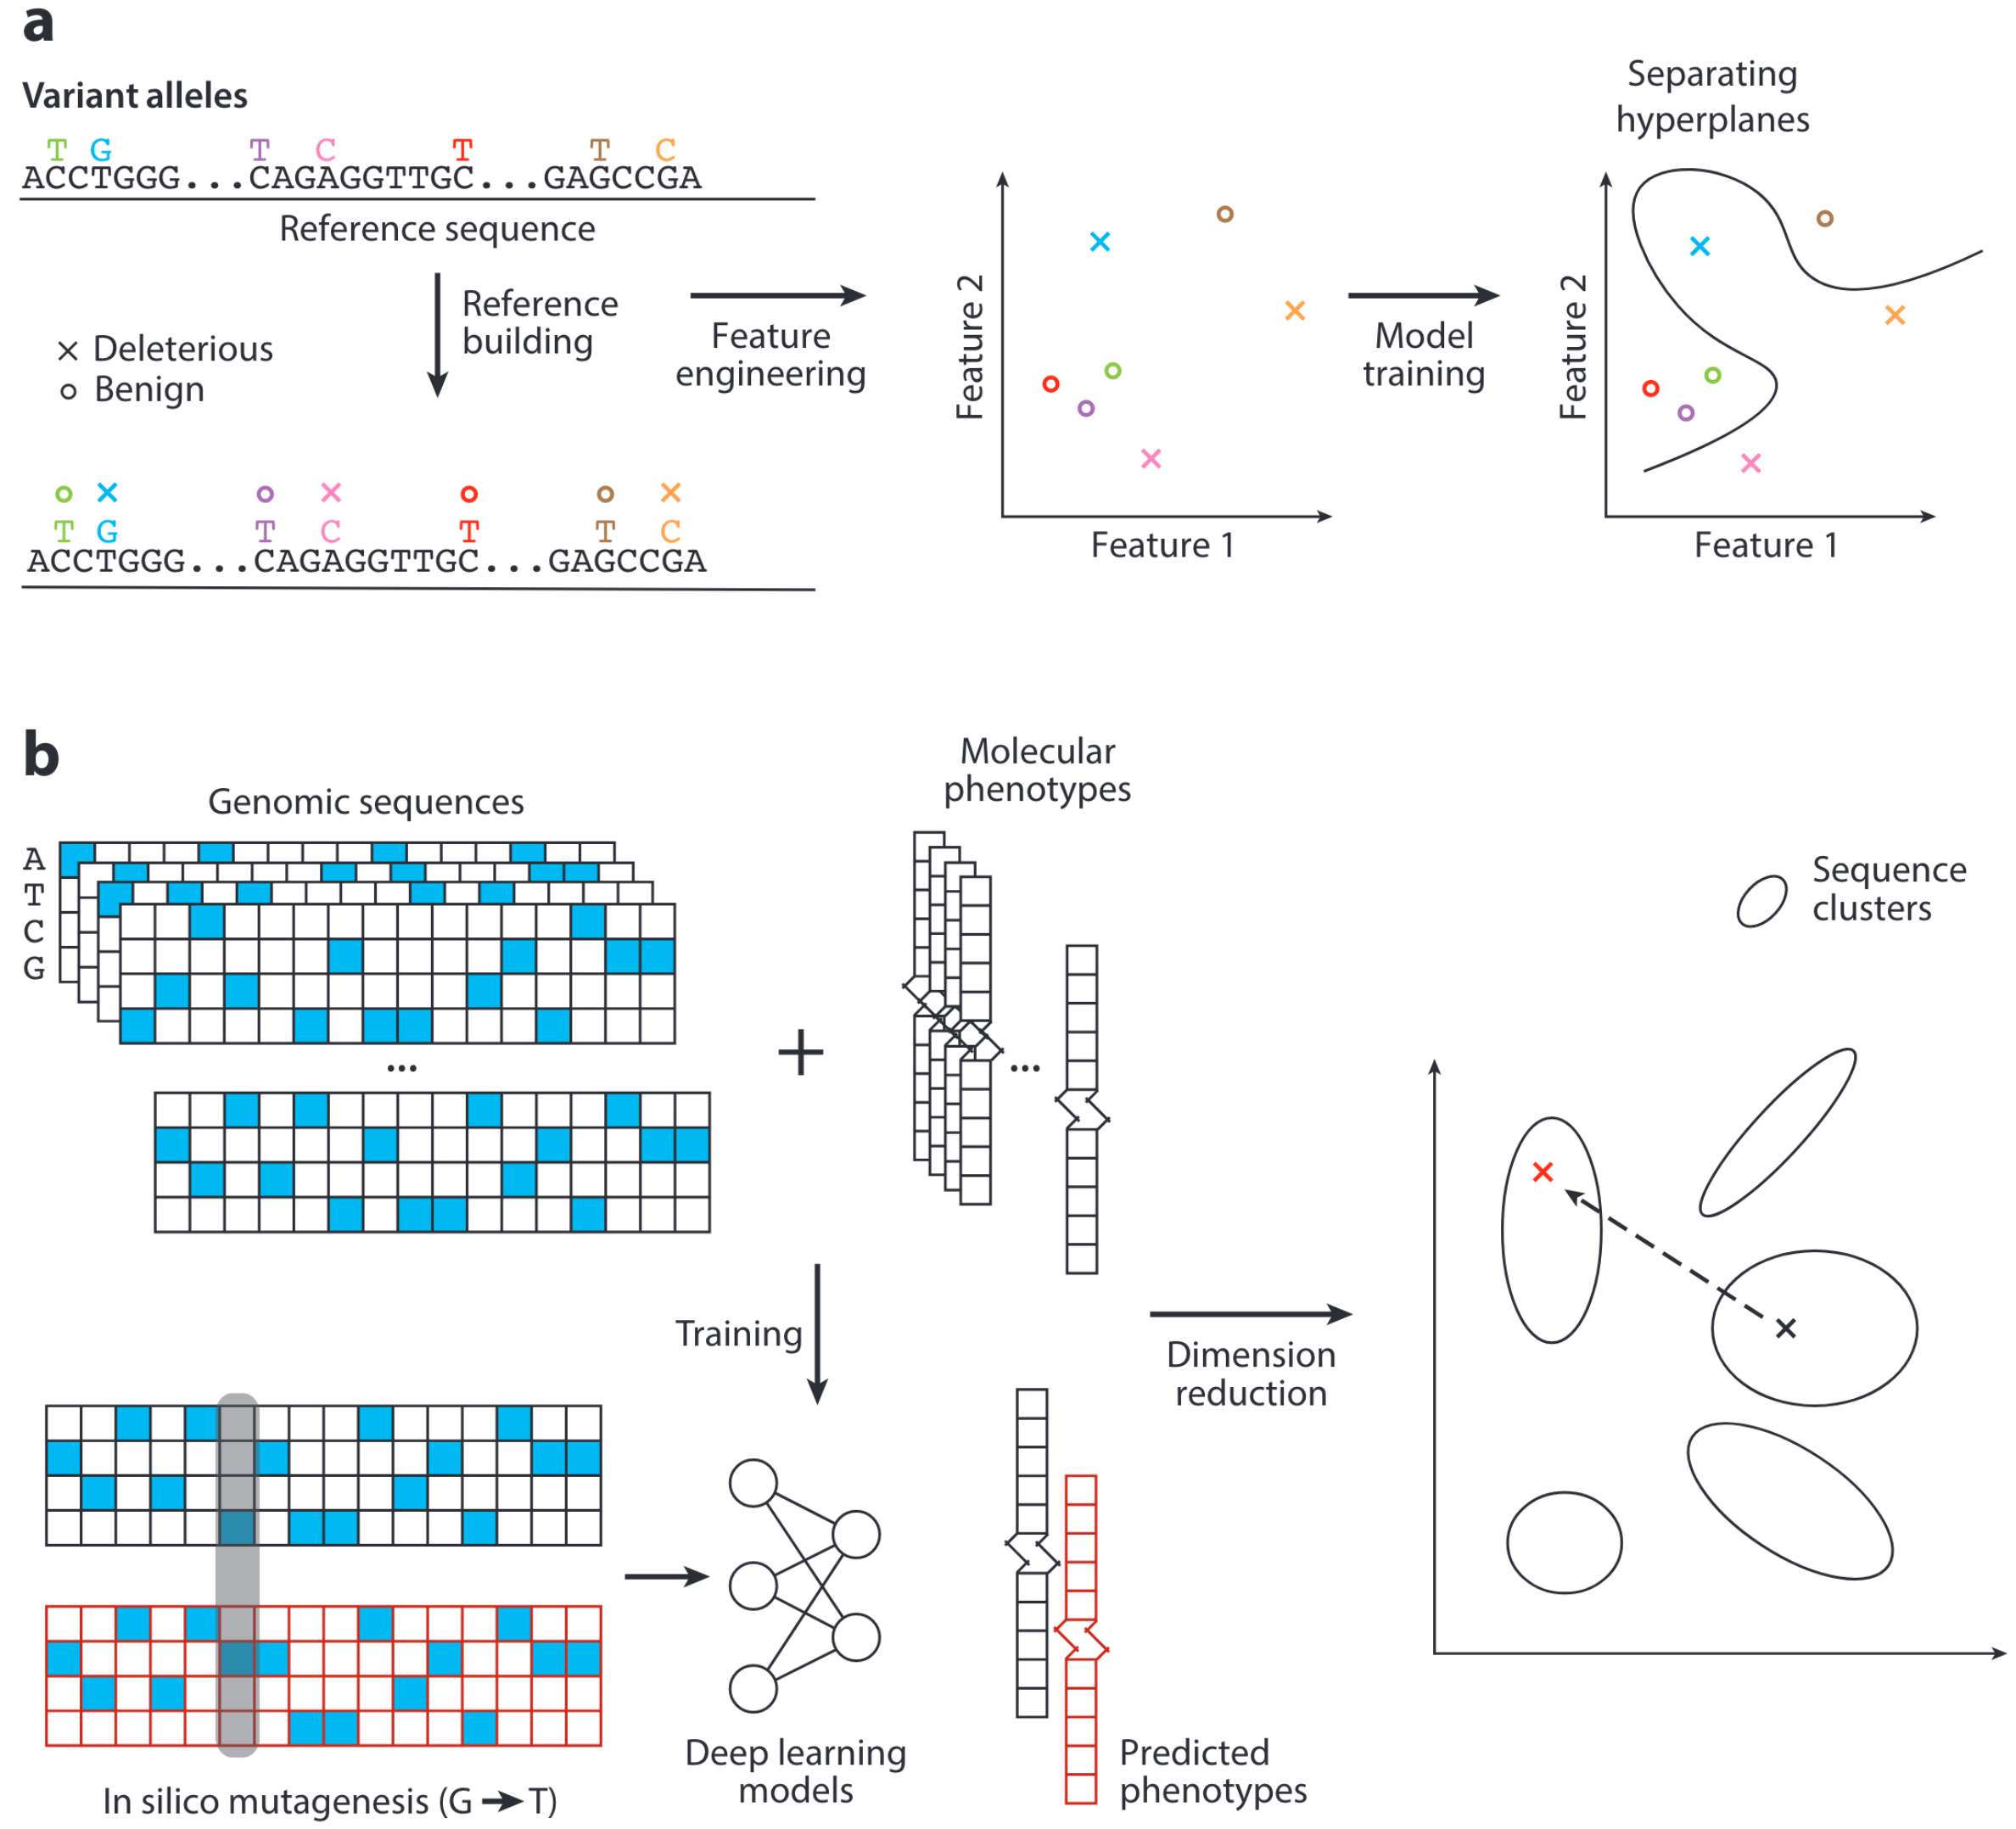 a
Variant alleles
T G T C T T C
ACCTGGG...CAGAGGTTGC...GAGCCGA
Reference sequence
Reference
building
× Deleterious
○ Benign
T G T C T T C
ACCTGGG...CAGAGGTTGC...GAGCCGA
Feature
engineering
Feature 2
Feature 1
Model
training
Separating
hyperplanes
Feature 2
Feature 1
b
Genomic sequences
A
T
C
G
...
+
Molecular
phenotypes
...
Training
In silico mutagenesis (G → T)
Deep learning
models
Predicted
phenotypes
Dimension
reduction
Sequence
clusters